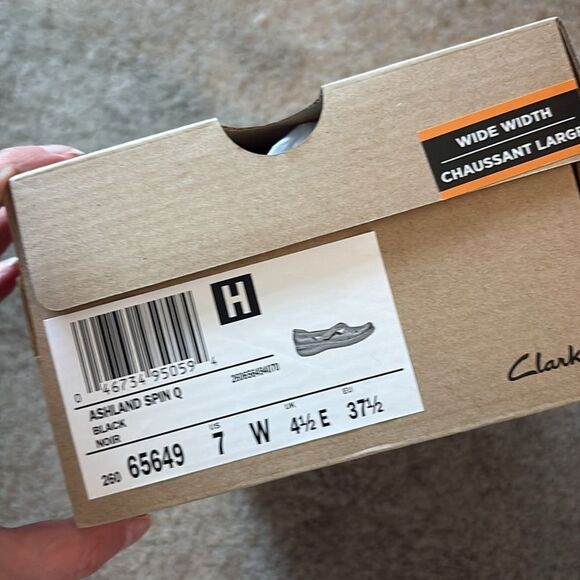 WIDE WIDTH
CHAUSSANT LARGE
H
0 46734 95059 4
260656494070
ASHLAND SPIN Q
BLACK
NOIR
US UK EU
260 65649 7 W 4½ E 37½
Clark